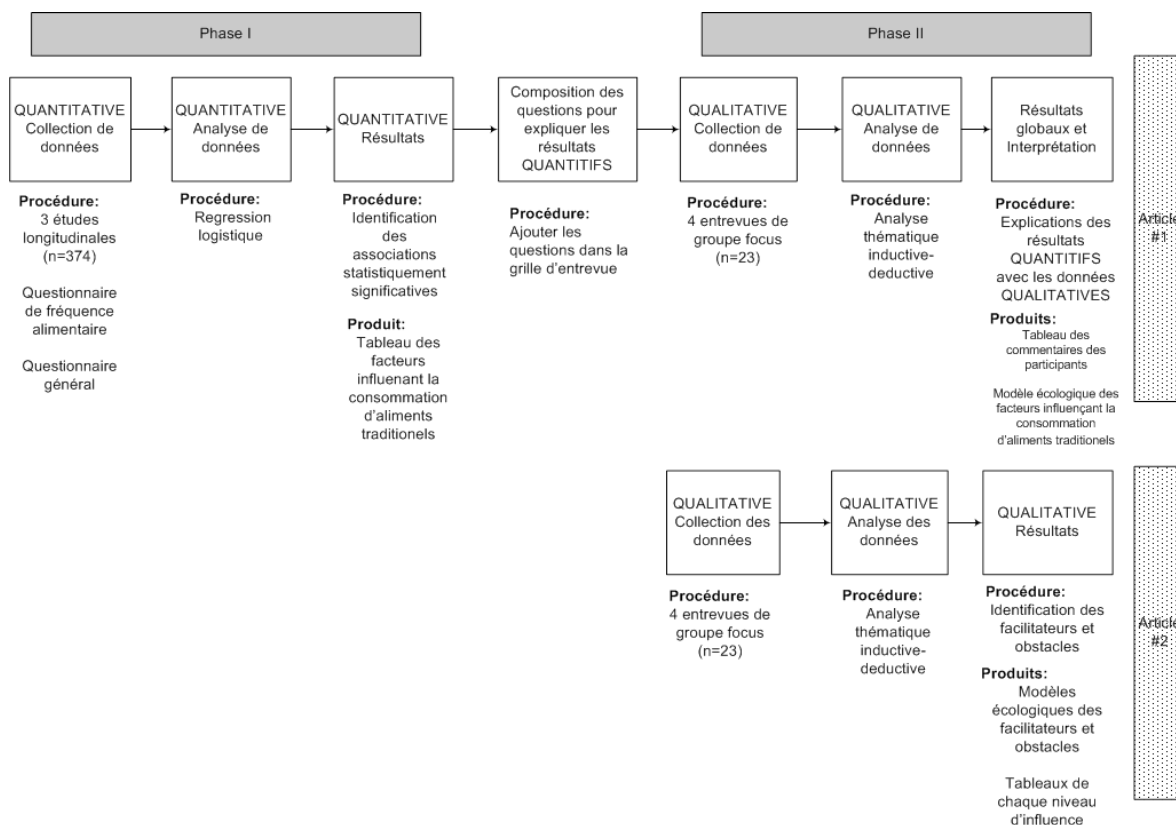 Phase I
Phase II
QUANTITATIVE
Collection de
données
QUANTITATIVE
Analyse de
données
QUANTITATIVE
Résultats
Composition des
questions pour
expliquer les
résultats
QUANTITIFS
QUALITATIVE
Collection de
données
QUALITATIVE
Analyse de
données
Résultats
globaux et
Interprétation
Article
#1
Procédure:
3 études
longitudinales
(n=374)
Questionnaire
de fréquence
alimentaire
Questionnaire
général
Procédure:
Regression
logistique
Procédure:
Identification
des
associations
statistiquement
significatives
Produit:
Tableau des
facteurs
influenant la
consommation
d'aliments
traditionels
Procédure:
Ajouter les
questions dans la
grille d'entrevue
Procédure:
4 entrevues de
groupe focus
(n=23)
Procédure:
Analyse
thématique
inductive-
deductive
Procédure:
Explications des
résultats
QUANTITIFS
avec les données
QUALITATIVES
Produits:
Tableau des
commentaires des
participants
Modèle écologique des
facteurs influençant la
consommation
d'aliments traditionels
QUALITATIVE
Collection des
données
QUALITATIVE
Analyse des
données
QUALITATIVE
Résultats
Article
#2
Procédure:
4 entrevues de
groupe focus
(n=23)
Procédure:
Analyse
thématique
inductive-
deductive
Procédure:
Identification des
facilitateurs et
obstacles
Produits:
Modèles
écologiques des
facilitateurs et
obstacles
Tableaux de
chaque niveau
d'influence